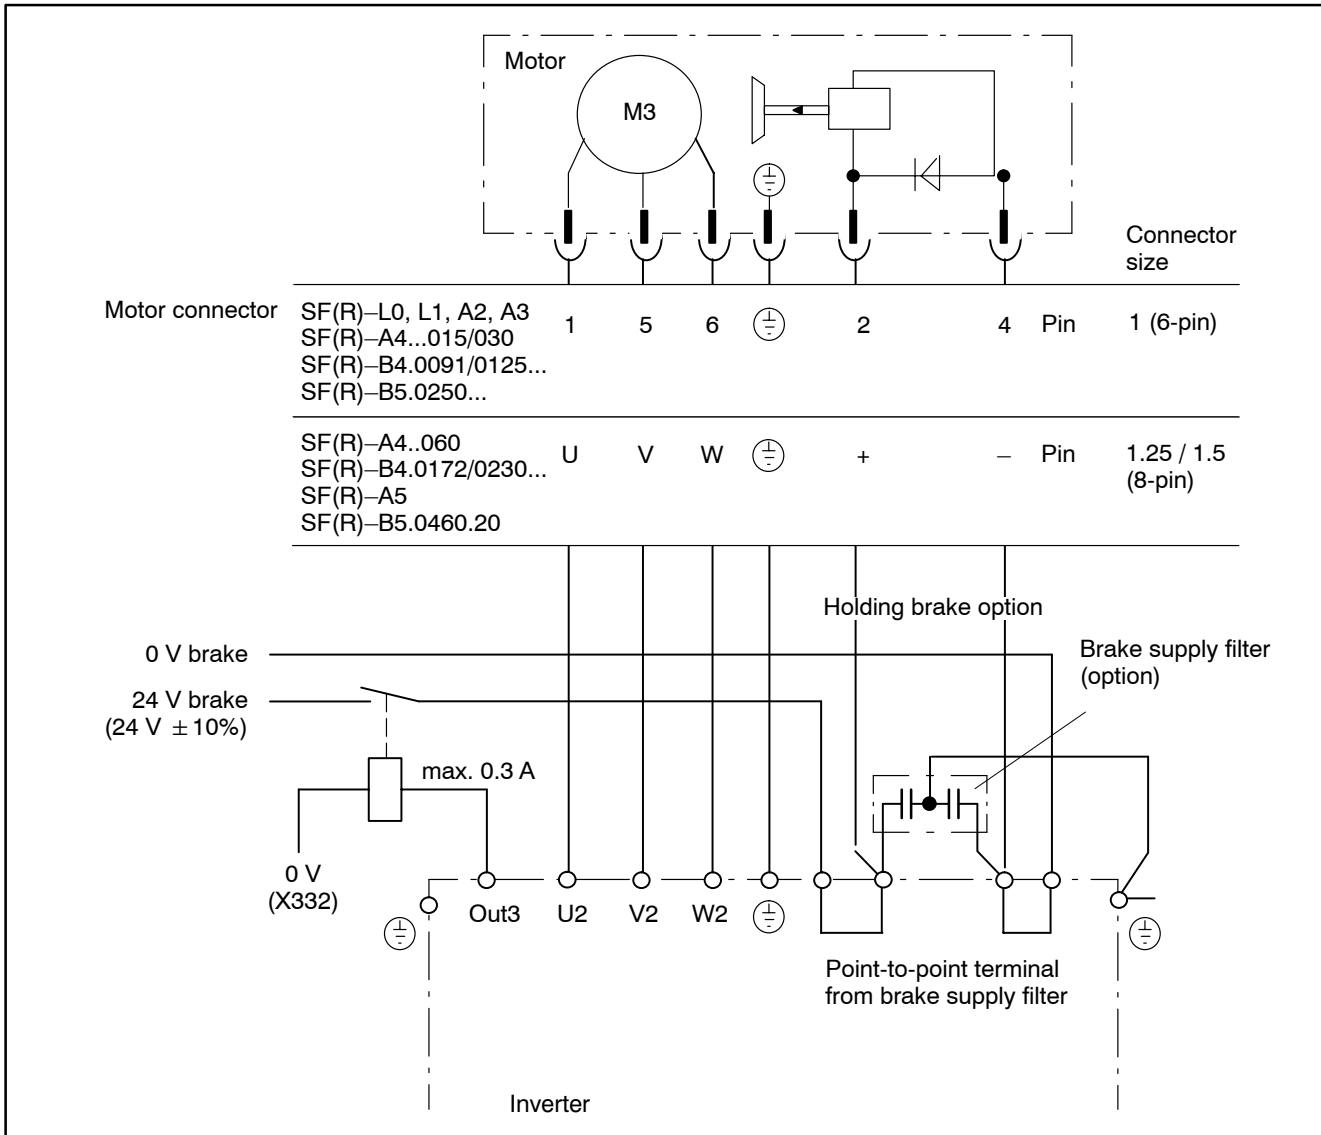 Motor
M3
Connector
size
Motor connector
SF(R)–L0, L1, A2, A3
SF(R)–A4...015/030
SF(R)–B4.0091/0125...
SF(R)–B5.0250...
1 5 6 2 4 Pin 1 (6-pin)
SF(R)–A4..060
SF(R)–B4.0172/0230...
SF(R)–A5
SF(R)–B5.0460.20
U V W + – Pin 1.25 / 1.5
(8-pin)
Holding brake option
0 V brake
Brake supply filter
(option)
24 V brake
(24 V ± 10%)
max. 0.3 A
0 V
(X332)
Out3 U2 V2 W2
Point-to-point terminal
from brake supply filter
Inverter